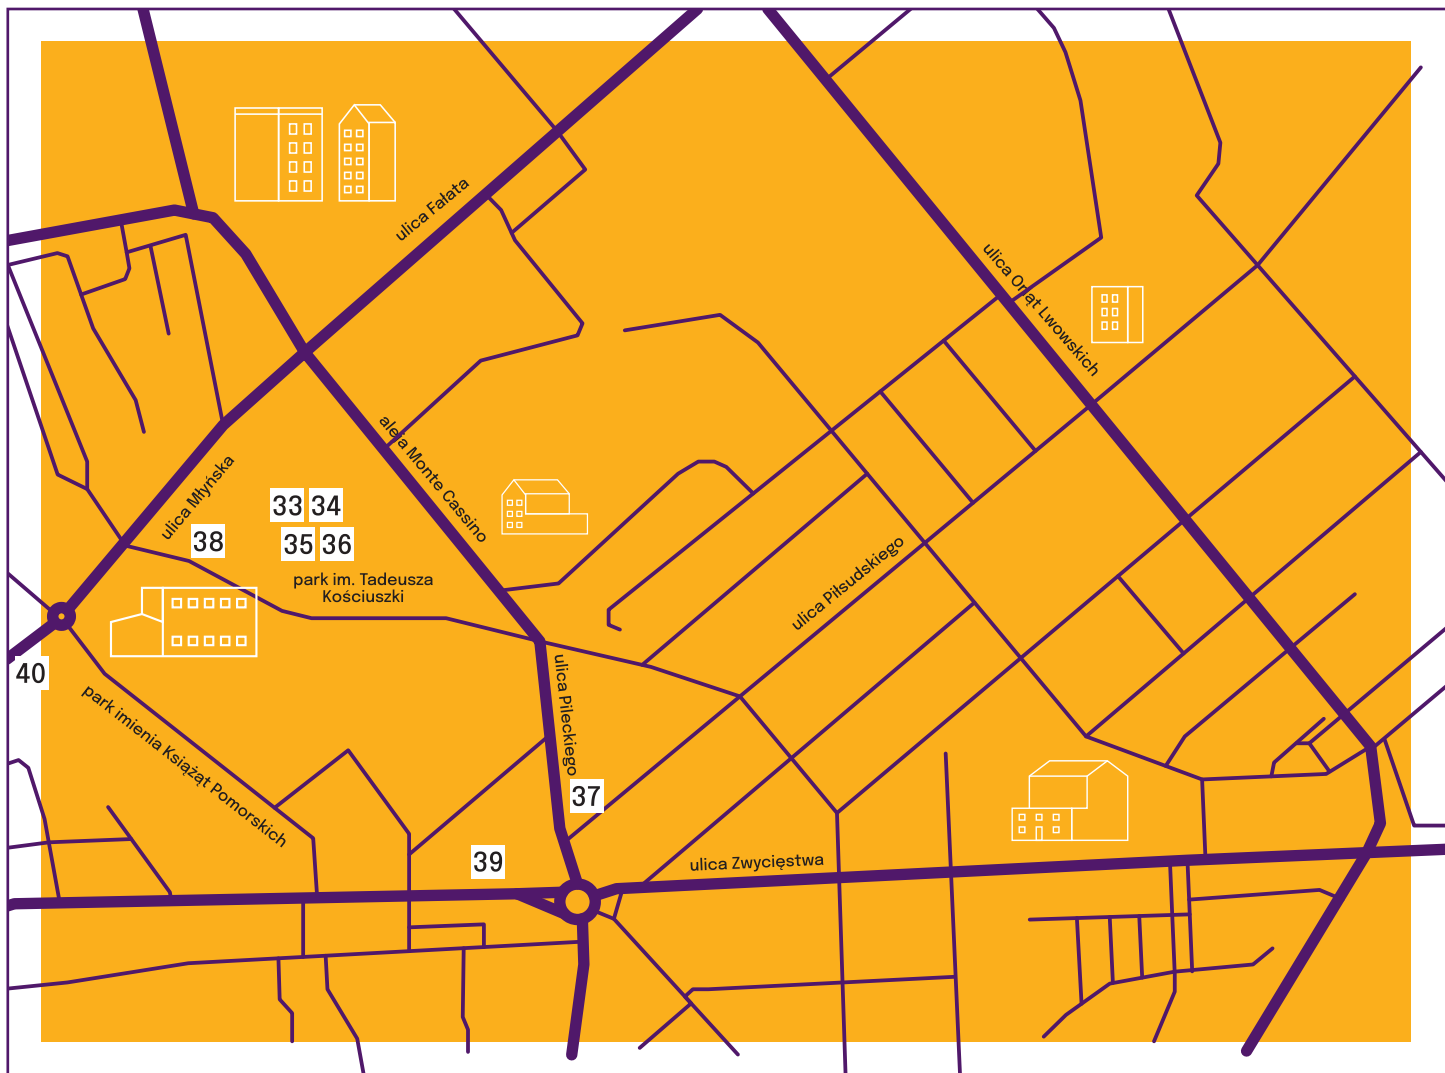 ulica Fałata
ulica Orląt Lwowskich
aleja Monte Cassino
ulica Młyńska
33 34
38
35 36
park im. Tadeusza
Kościuszki
ulica Piłsudskiego
40
ulica Pileckiego
park imienia Książąt Pomorskich
37
39
ulica Zwycięstwa